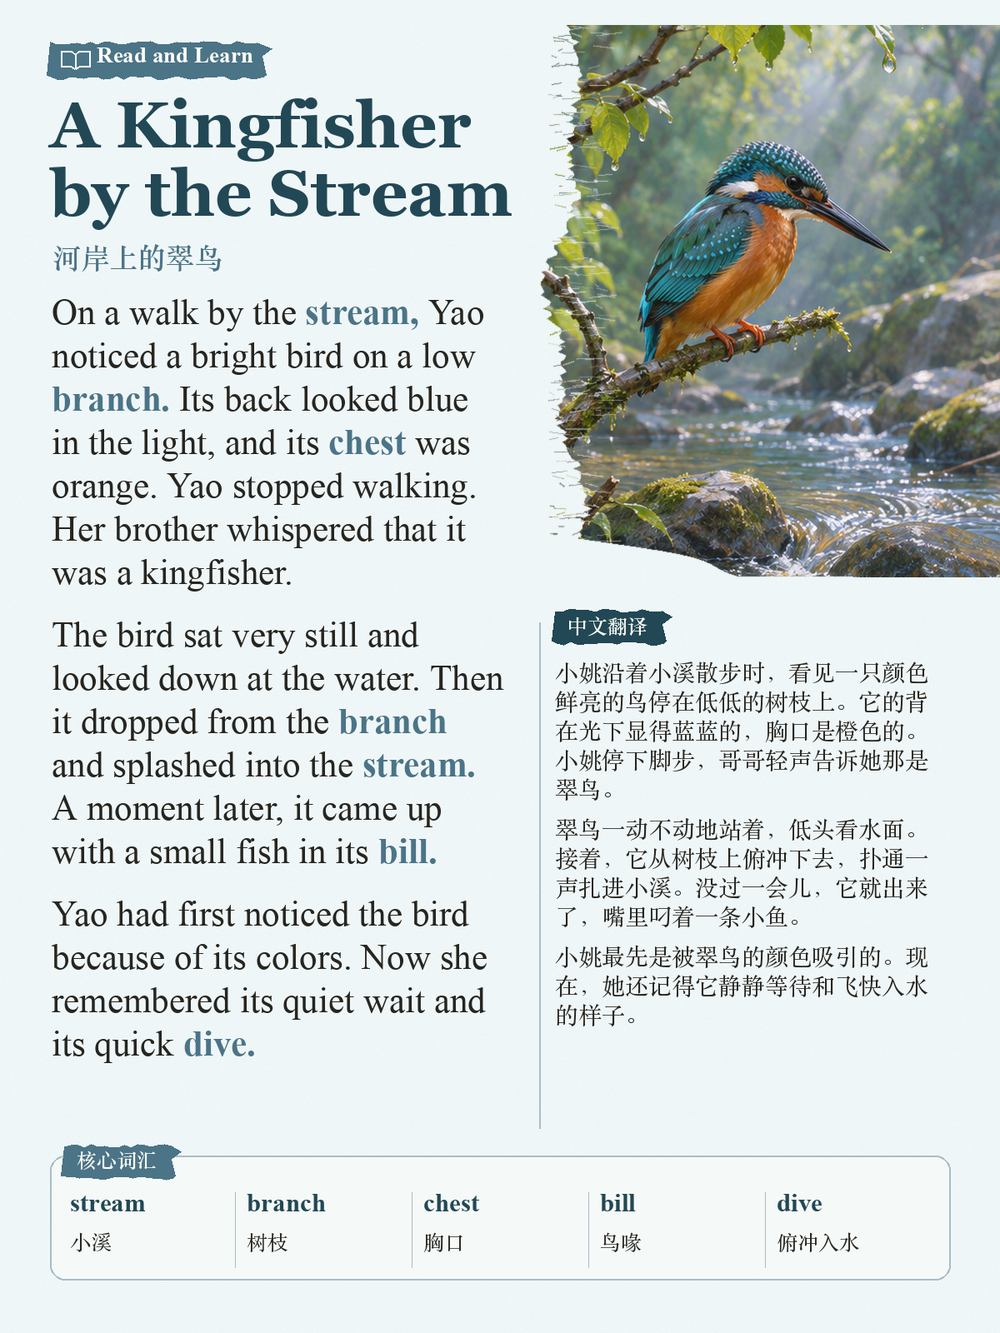 Read and Learn
A Kingfisher
by the Stream
河岸上的翠鸟
On a walk by the stream, Yao
noticed a bright bird on a low
branch. Its back looked blue
in the light, and its chest was
orange. Yao stopped walking.
Her brother whispered that it
was a kingfisher.
The bird sat very still and
looked down at the water. Then
it dropped from the branch
and splashed into the stream.
A moment later, it came up
with a small fish in its bill.
Yao had first noticed the bird
because of its colors. Now she
remembered its quiet wait and
its quick dive.
中文翻译
小姚沿着小溪散步时，看见一只颜色
鲜亮的鸟停在低低的树枝上。它的背
在光下显得蓝蓝的，胸口是橙色的。
小姚停下脚步，哥哥轻声告诉她那是
翠鸟。
翠鸟一动不动地站着，低头看水面。
接着，它从树枝上俯冲下去，扑通一
声扎进小溪。没过一会儿，它就出来
了，嘴里叼着一条小鱼。
小姚最先是被翠鸟的颜色吸引的。现
在，她还记得它静静等待和飞快入水
的样子。
核心词汇
stream
小溪
branch
树枝
chest
胸口
bill
鸟喙
dive
俯冲入水